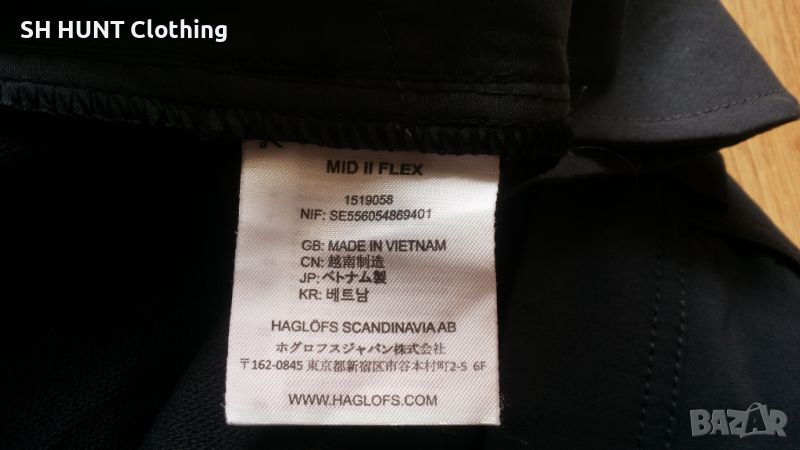 SH HUNT Clothing
MID II FLEX
1519058
NIF: SE556054869401
GB: MADE IN VIETNAM
CN: 越南制造
JP: ベトナム製
KR: 베트남
HAGLÖFS SCANDINAVIA AB
ホグロフスジャパン株式会社
〒162-0845 東京都新宿区市谷本村町2-5 6F
WWW.HAGLOFS.COM
BAZAR